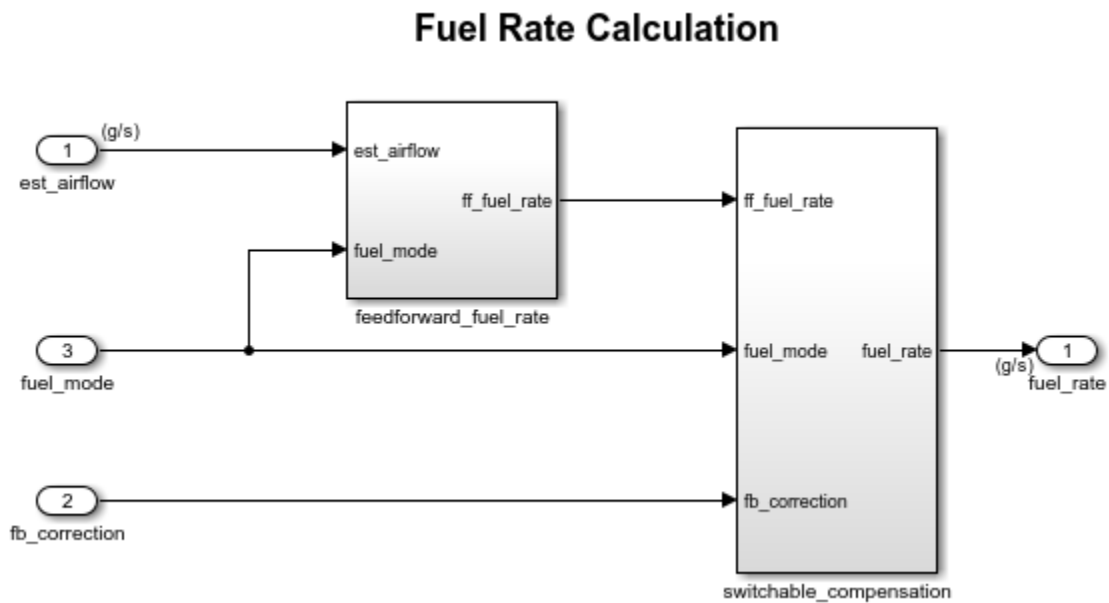 Fuel Rate Calculation
(g/s)
1
est_airflow
est_airflow
ff_fuel_rate
fuel_mode
feedforward_fuel_rate
3
fuel_mode
2
fb_correction
ff_fuel_rate
fuel_mode
fuel_rate
fb_correction
switchable_compensation
(g/s)
1
fuel_rate